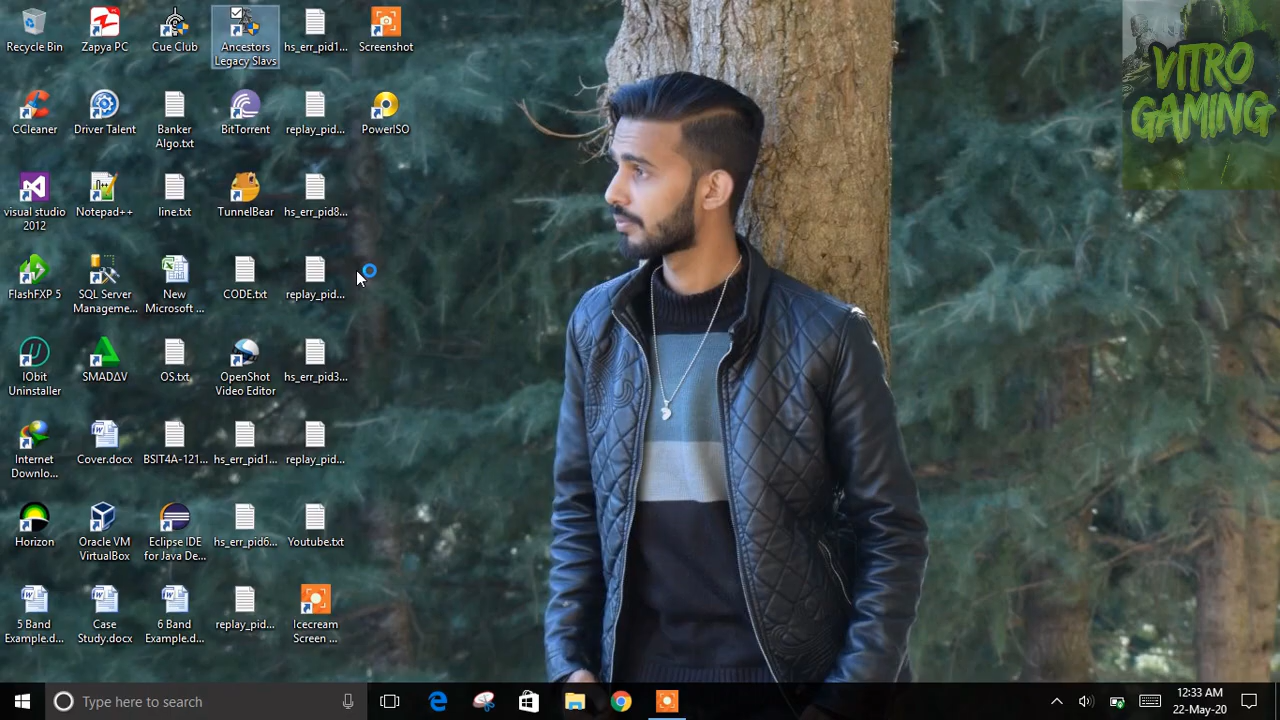 Recycle Bin
Zapya PC
Cue Club
Ancestors
Legacy Slavs
hs_err_pid1...
Screenshot
CCleaner
Driver Talent
Banker
Algo.txt
BitTorrent
replay_pid...
PowerISO
visual studio
2012
Notepad++
line.txt
TunnelBear
hs_err_pid8...
FlashFXP 5
SQL Server
Manageme...
New
Microsoft ...
CODE.txt
replay_pid...
IObit
Uninstaller
SMADΔV
OS.txt
OpenShot
Video Editor
hs_err_pid3...
Internet
Downlo...
Cover.docx
BSIT4A-121...
hs_err_pid1...
replay_pid...
Horizon
Oracle VM
VirtualBox
Eclipse IDE
for Java De...
hs_err_pid6...
Youtube.txt
5 Band
Example.d...
Case
Study.docx
6 Band
Example.d...
replay_pid...
Icecream
Screen ...
VITRO
GAMING
Type here to search
12:33 AM
22-May-20